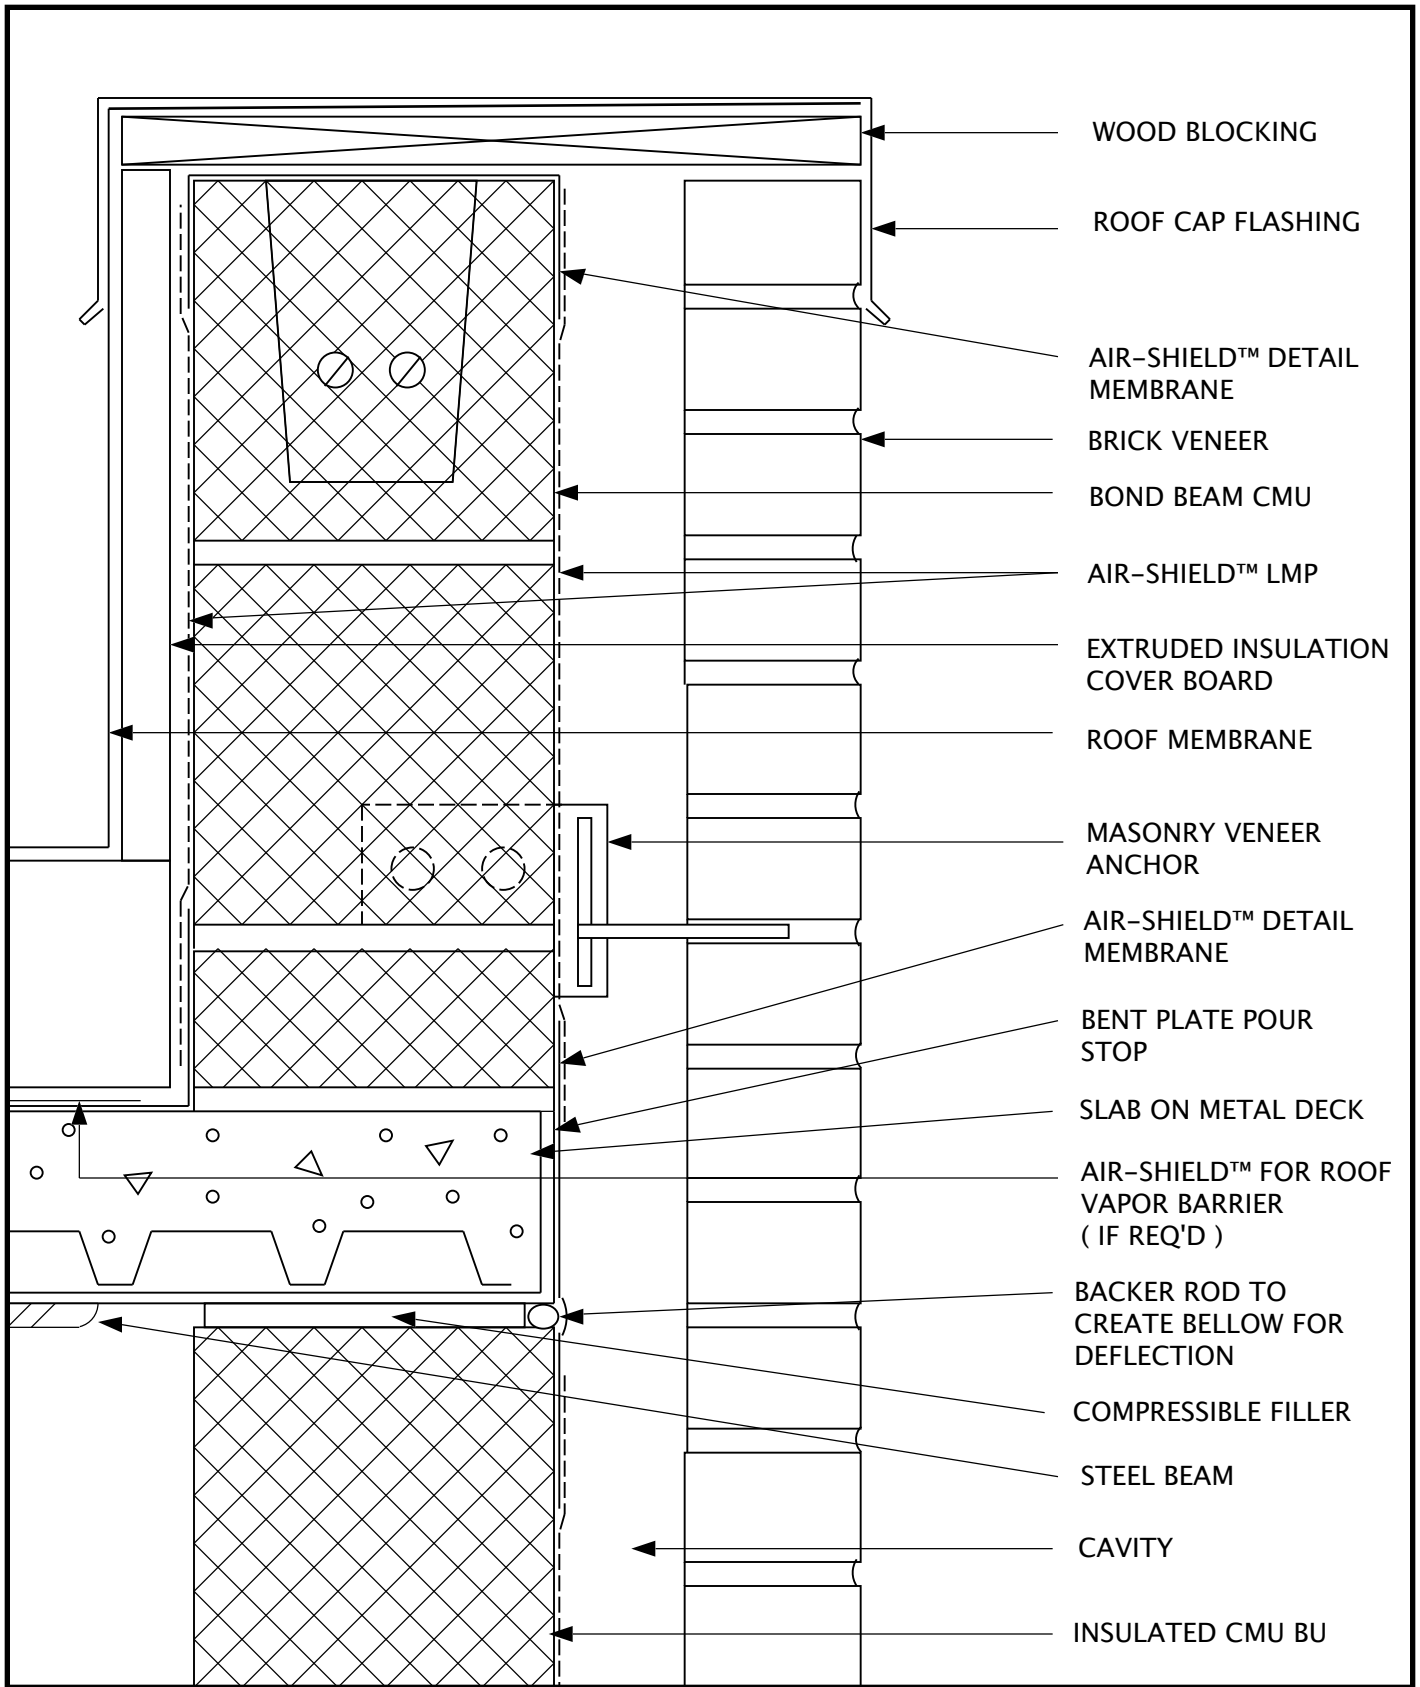 WOOD BLOCKING
ROOF CAP FLASHING
AIR–SHIELD™ DETAIL
MEMBRANE
BRICK VENEER
BOND BEAM CMU
AIR–SHIELD™ LMP
EXTRUDED INSULATION
COVER BOARD
ROOF MEMBRANE
MASONRY VENEER
ANCHOR
AIR–SHIELD™ DETAIL
MEMBRANE
BENT PLATE POUR
STOP
SLAB ON METAL DECK
AIR–SHIELD™ FOR ROOF
VAPOR BARRIER
( IF REQ'D )
BACKER ROD TO
CREATE BELLOW FOR
DEFLECTION
COMPRESSIBLE FILLER
STEEL BEAM
CAVITY
INSULATED CMU BU